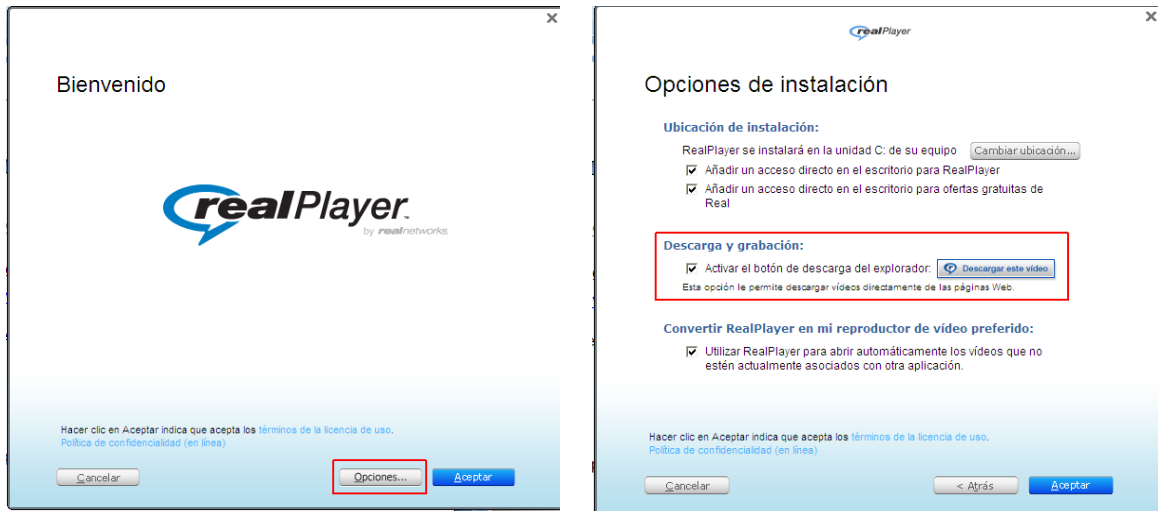 Bienvenido
realPlayer™
by realnetworks.
Hacer clic en Aceptar indica que acepta los términos de la licencia de uso.
Política de confidencialidad (en línea)
Cancelar
Opciones...
Aceptar
realPlayer
Opciones de instalación
Ubicación de instalación:
RealPlayer se instalará en la unidad C: de su equipo Cambiar ubicación...
Añadir un acceso directo en el escritorio para RealPlayer
Añadir un acceso directo en el escritorio para ofertas gratuitas de
Real
Descarga y grabación:
Activar el botón de descarga del explorador: Descargar este vídeo
Esta opción le permite descargar vídeos directamente de las páginas Web.
Convertir RealPlayer en mi reproductor de vídeo preferido:
Utilizar RealPlayer para abrir automáticamente los vídeos que no
estén actualmente asociados con otra aplicación.
Hacer clic en Aceptar indica que acepta los términos de la licencia de uso.
Política de confidencialidad (en línea)
Cancelar
< Atrás
Aceptar